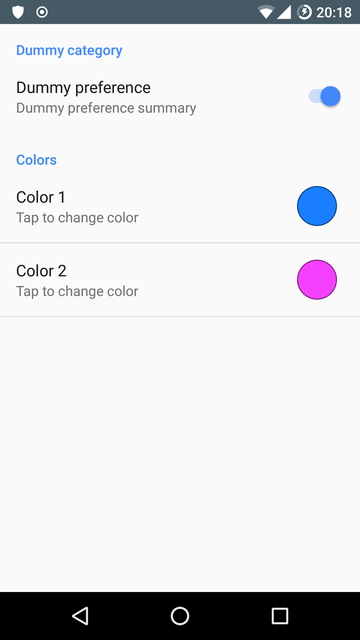 20:18
Dummy category
Dummy preference
Dummy preference summary
Colors
Color 1
Tap to change color
Color 2
Tap to change color